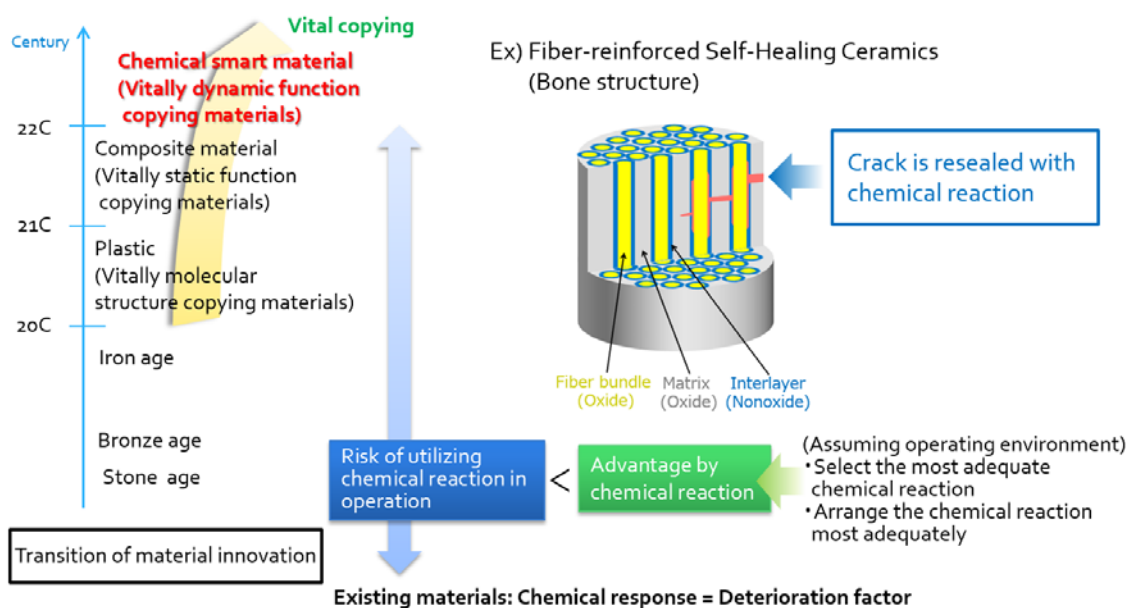 Century
Vital copying
Chemical smart material
(Vitally dynamic function
copying materials)
22C
Composite material
(Vitally static function
copying materials)
21C
Plastic
(Vitally molecular
structure copying materials)
20C
Iron age
Bronze age
Stone age
Transition of material innovation
Ex) Fiber-reinforced Self-Healing Ceramics
(Bone structure)
Crack is resealed with
chemical reaction
Fiber bundle
(Oxide)
Matrix
(Oxide)
Interlayer
(Nonoxide)
Risk of utilizing
chemical reaction in
operation
<
Advantage by
chemical reaction
(Assuming operating environment)
・Select the most adequate
chemical reaction
・Arrange the chemical reaction
most adequately
Existing materials: Chemical response = Deterioration factor